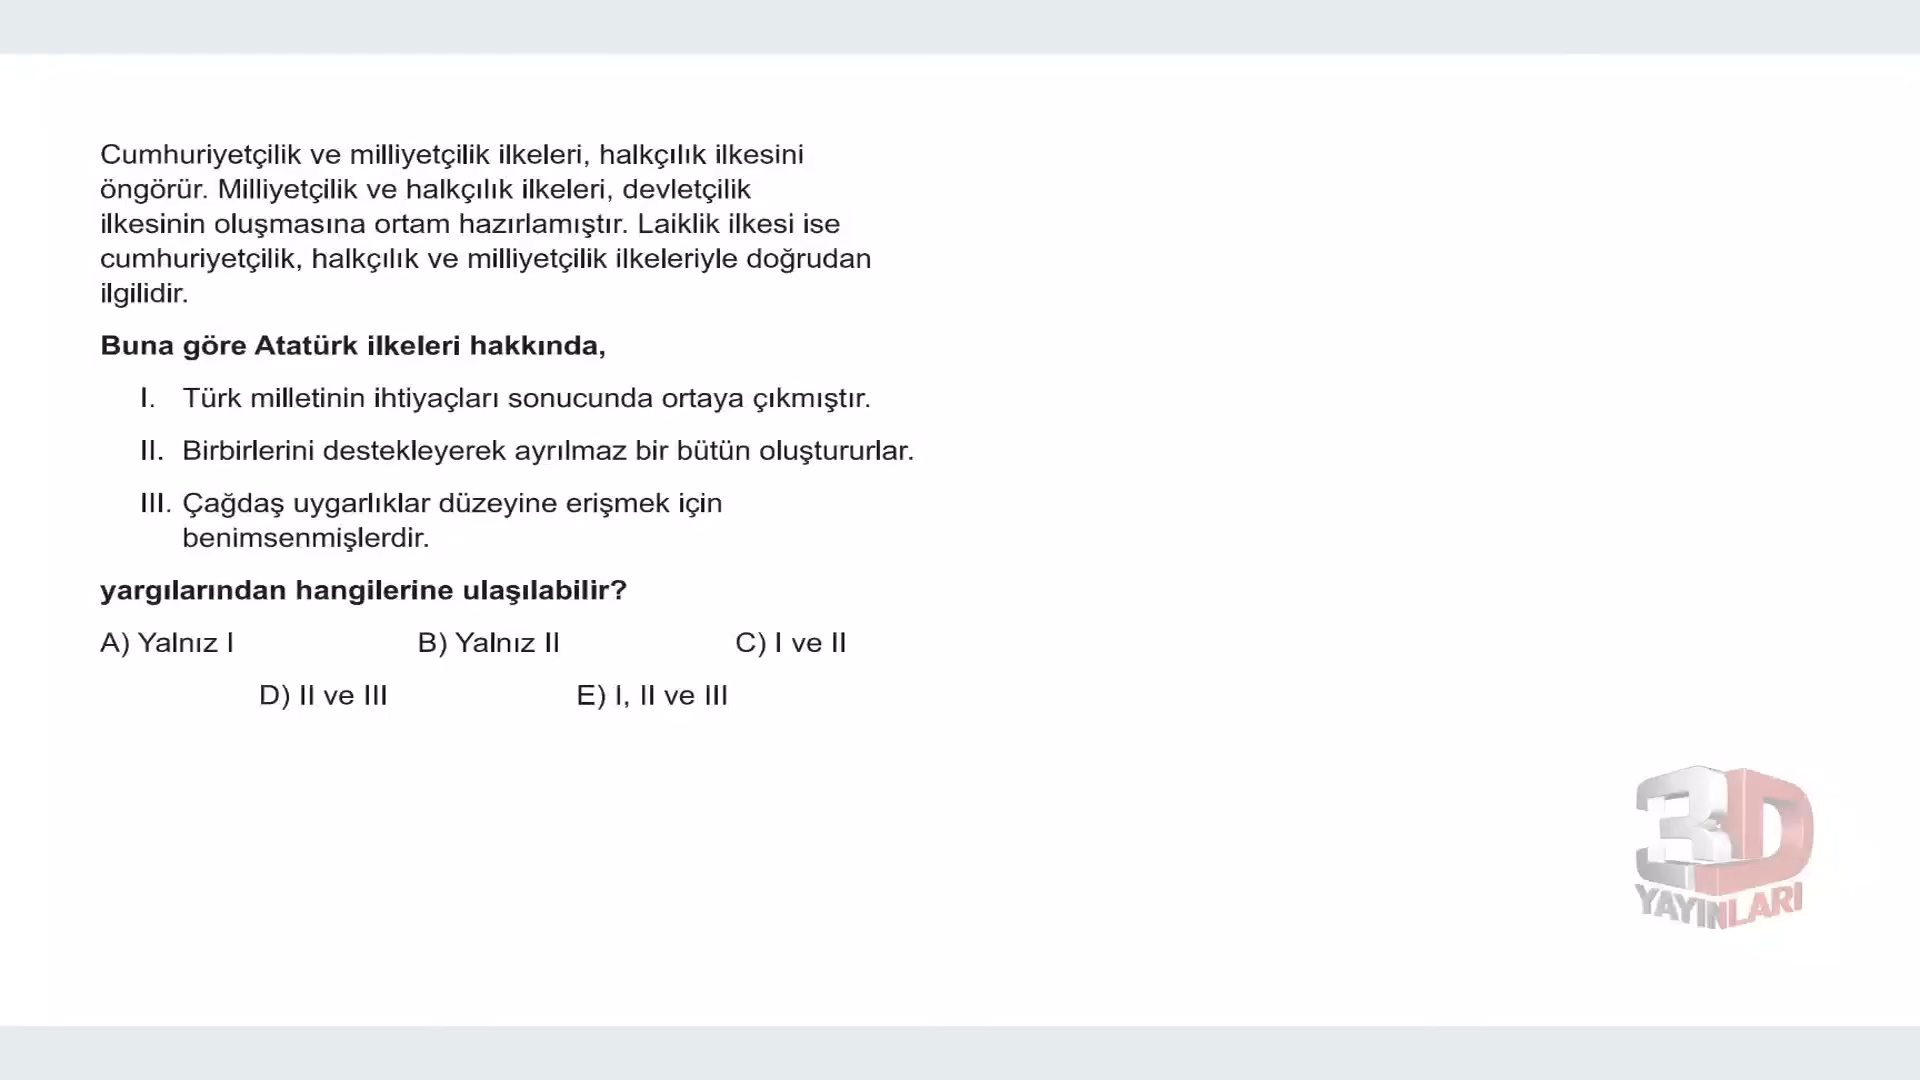 Cumhuriyetçilik ve milliyetçilik ilkeleri, halkçılık ilkesini
öngörür. Milliyetçilik ve halkçılık ilkeleri, devletçilik
ilkesinin oluşmasına ortam hazırlamıştır. Laiklik ilkesi ise
cumhuriyetçilik, halkçılık ve milliyetçilik ilkeleriyle doğrudan
ilgilidir.
Buna göre Atatürk ilkeleri hakkında,
I. Türk milletinin ihtiyaçları sonucunda ortaya çıkmıştır.
II. Birbirlerini destekleyerek ayrılmaz bir bütün oluştururlar.
III. Çağdaş uygarlıklar düzeyine erişmek için
benimsenmişlerdir.
yargılarından hangilerine ulaşılabilir?
A) Yalnız I B) Yalnız II C) I ve II
D) II ve III E) I, II ve III
3D
YAYINLARI